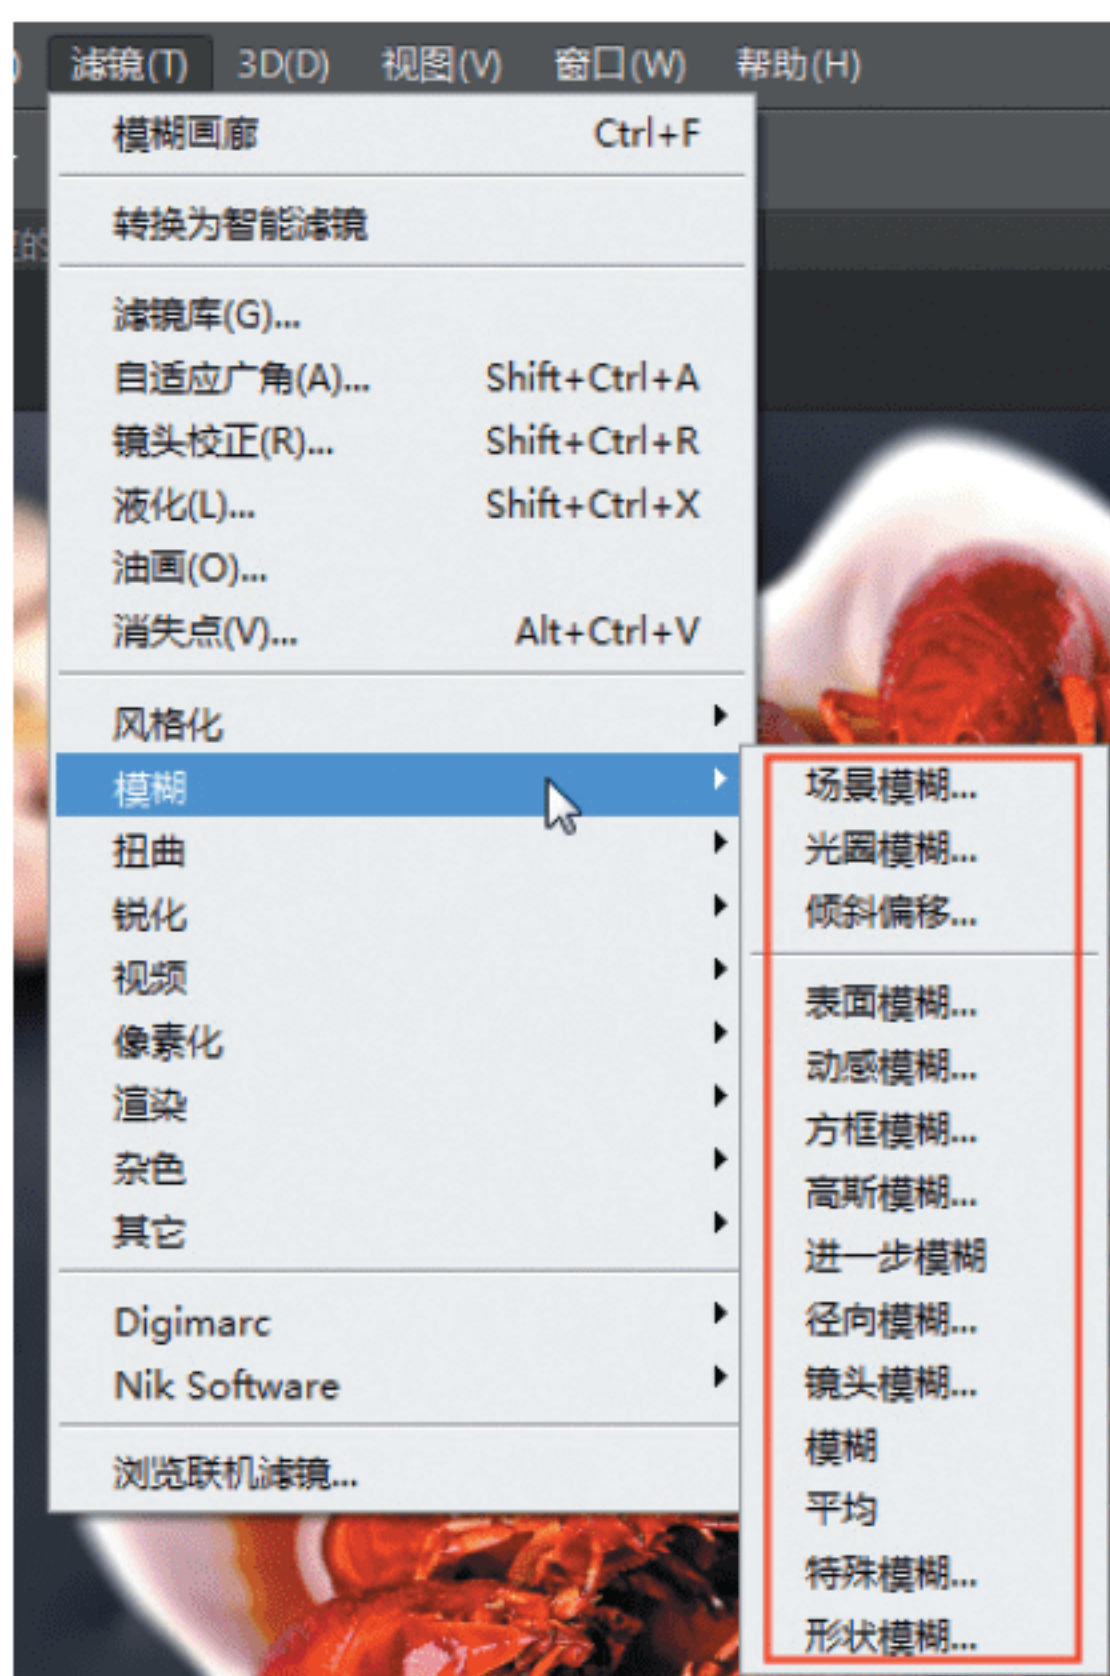 滤镜(T) 3D(D) 视图(V) 窗口(W) 帮助(H)
模糊画廊 Ctrl+F
转换为智能滤镜
的
滤镜库(G)...
自适应广角(A)... Shift+Ctrl+A
镜头校正(R)... Shift+Ctrl+R
液化(L)... Shift+Ctrl+X
油画(O)...
消失点(V)... Alt+Ctrl+V
风格化
模糊
扭曲
锐化
视频
像素化
渲染
杂色
其它
Digimarc
Nik Software
浏览联机滤镜...
场景模糊...
光圈模糊...
倾斜偏移...
表面模糊...
动感模糊...
方框模糊...
高斯模糊...
进一步模糊
径向模糊...
镜头模糊...
模糊
平均
特殊模糊...
形状模糊...